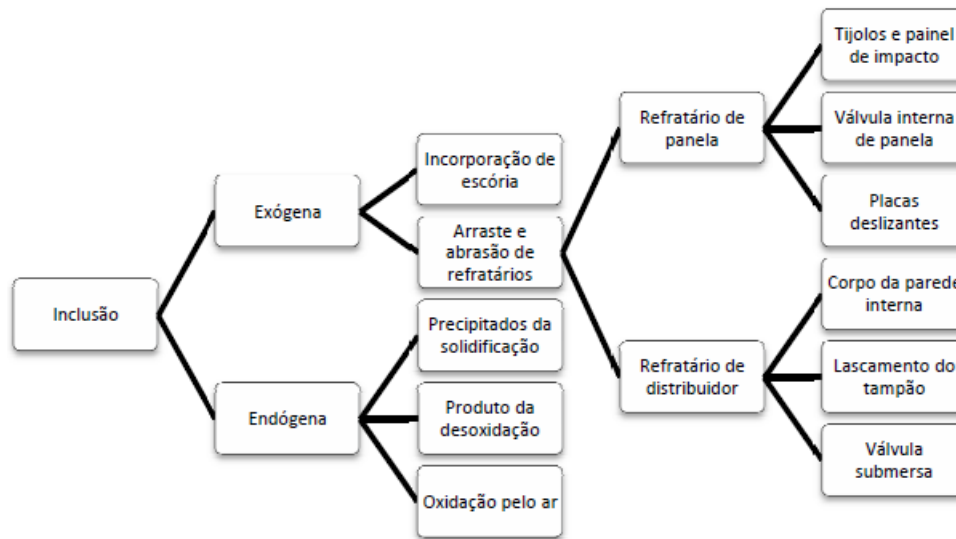 Inclusão
Exógena
Endógena
Incorporação de
escória
Arraste e
abrasão de
refratários
Precipitados da
solidificação
Produto da
desoxidação
Oxidação pelo ar
Refratário de
panela
Refratário de
distribuidor
Tijolos e painel
de impacto
Válvula interna
de panela
Placas
deslizantes
Corpo da parede
interna
Lascamento do
tampão
Válvula
submersa